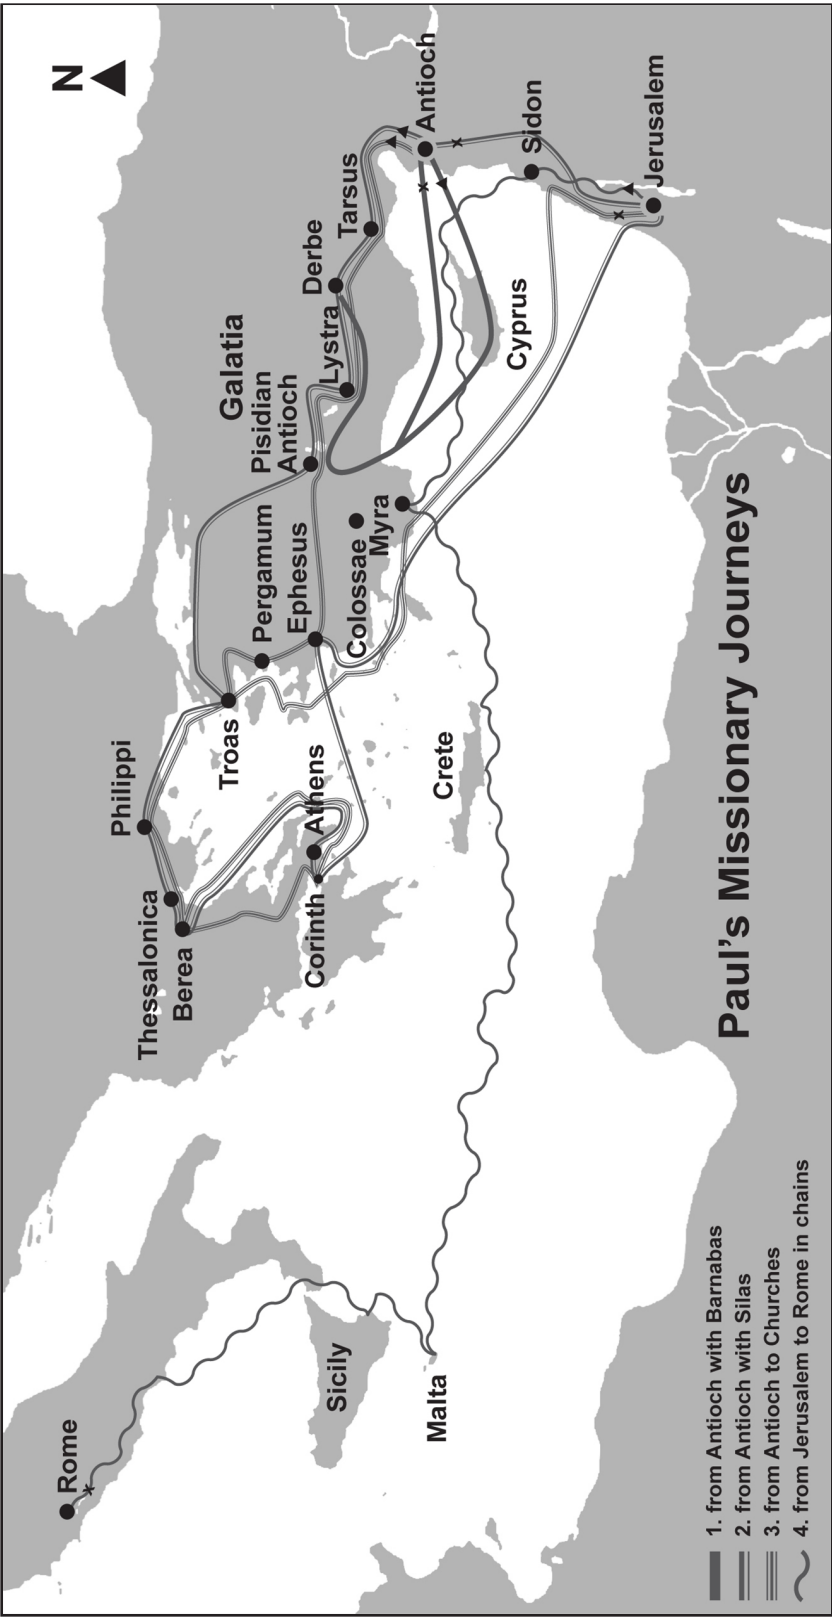 N
Rome
Sicily
Malta
Thessalonica
Berea
Philippi
Corinth
Athens
Troas
Crete
Pergamum
Ephesus
Colossae
Myra
Galatia
Pisidian
Antioch
Lystra
Derbe
Tarsus
Cyprus
Antioch
Sidon
Jerusalem
Paul's Missionary Journeys
1. from Antioch with Barnabas
2. from Antioch with Silas
3. from Antioch to Churches
4. from Jerusalem to Rome in chains